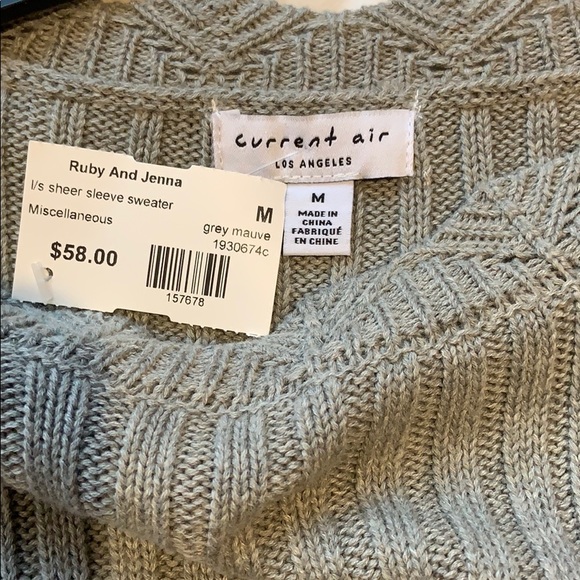 Ruby And Jenna
l/s sheer sleeve sweater
M
Miscellaneous
grey mauve
1930674c
$58.00
157678
current air
LOS ANGELES
M
MADE IN
CHINA
FABRIQUÉ
EN CHINE